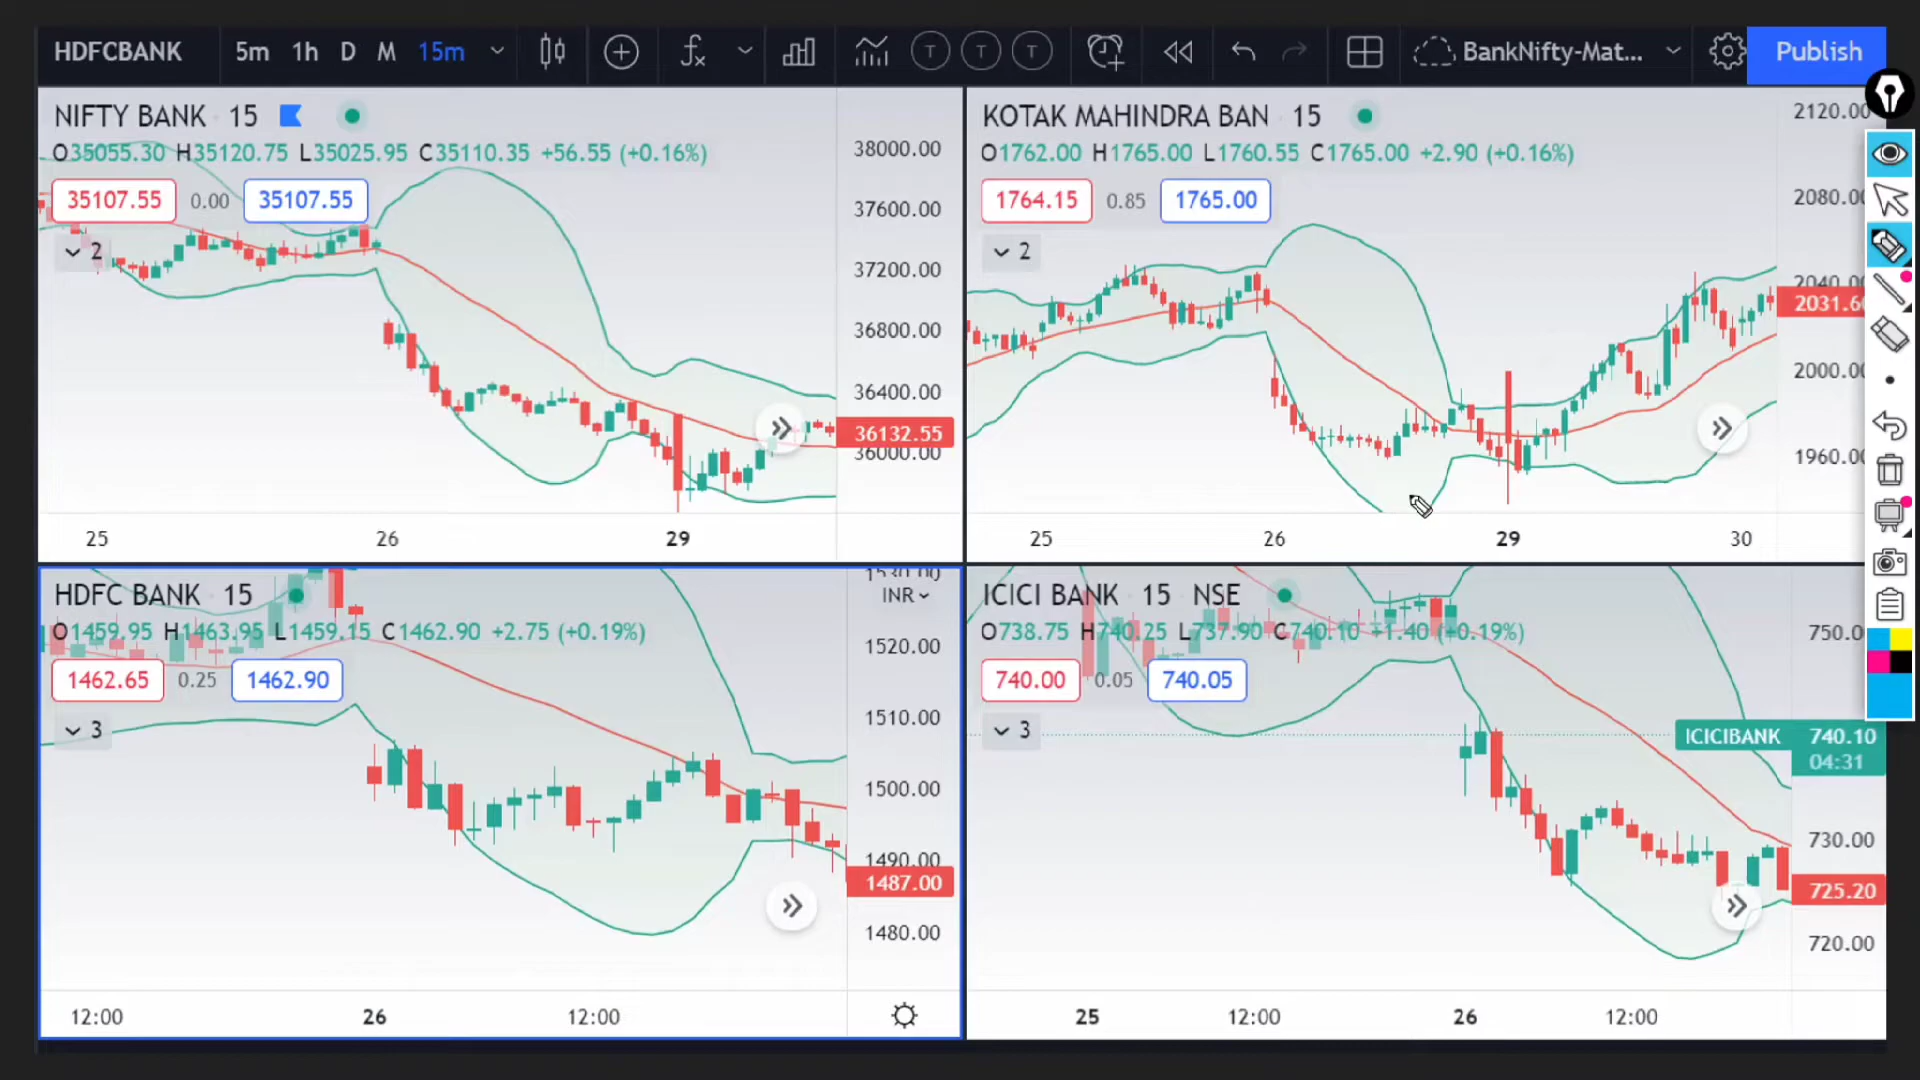 HDFCBANK 5m 1h D M 15m BankNifty-Mat... Publish
T T T
NIFTY BANK 15
O35055.30 H35120.75 L35025.95 C35110.35 +56.55 (+0.16%)
35107.55 0.00 35107.55
2
38000.00
37600.00
37200.00
36800.00
36400.00
36132.55
36000.00
25 26 29
KOTAK MAHINDRA BAN 15
O1762.00 H1765.00 L1760.55 C1765.00 +2.90 (+0.16%)
1764.15 0.85 1765.00
2
2120.00
2080.0
2040.0
2031.6
2000.0
1960.0
25 26 29 30
HDFC BANK 15
O1459.95 H1463.95 L1459.15 C1462.90 +2.75 (+0.19%)
1462.65 0.25 1462.90
3
1530.00
INR
1520.00
1510.00
1500.00
1490.00
1487.00
1480.00
12:00 26 12:00
ICICI BANK 15 NSE
O738.75 H740.25 L737.90 C740.10 +1.40 (+0.19%)
740.00 0.05 740.05
3
750.0
ICICIBANK 740.10
04:31
730.00
725.20
720.00
25 12:00 26 12:00